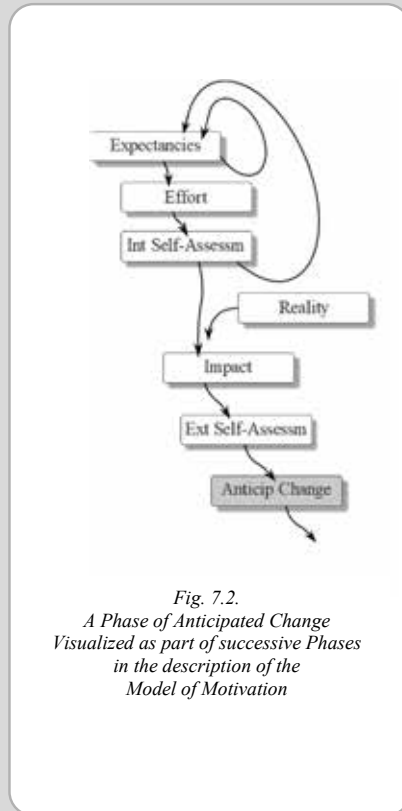 Expectancies
Effort
Int Self-Assessm
Reality
Impact
Ext Self-Assessm
Anticip Change
Fig. 7.2.
A Phase of Anticipated Change
Visualized as part of successive Phases
in the description of the
Model of Motivation